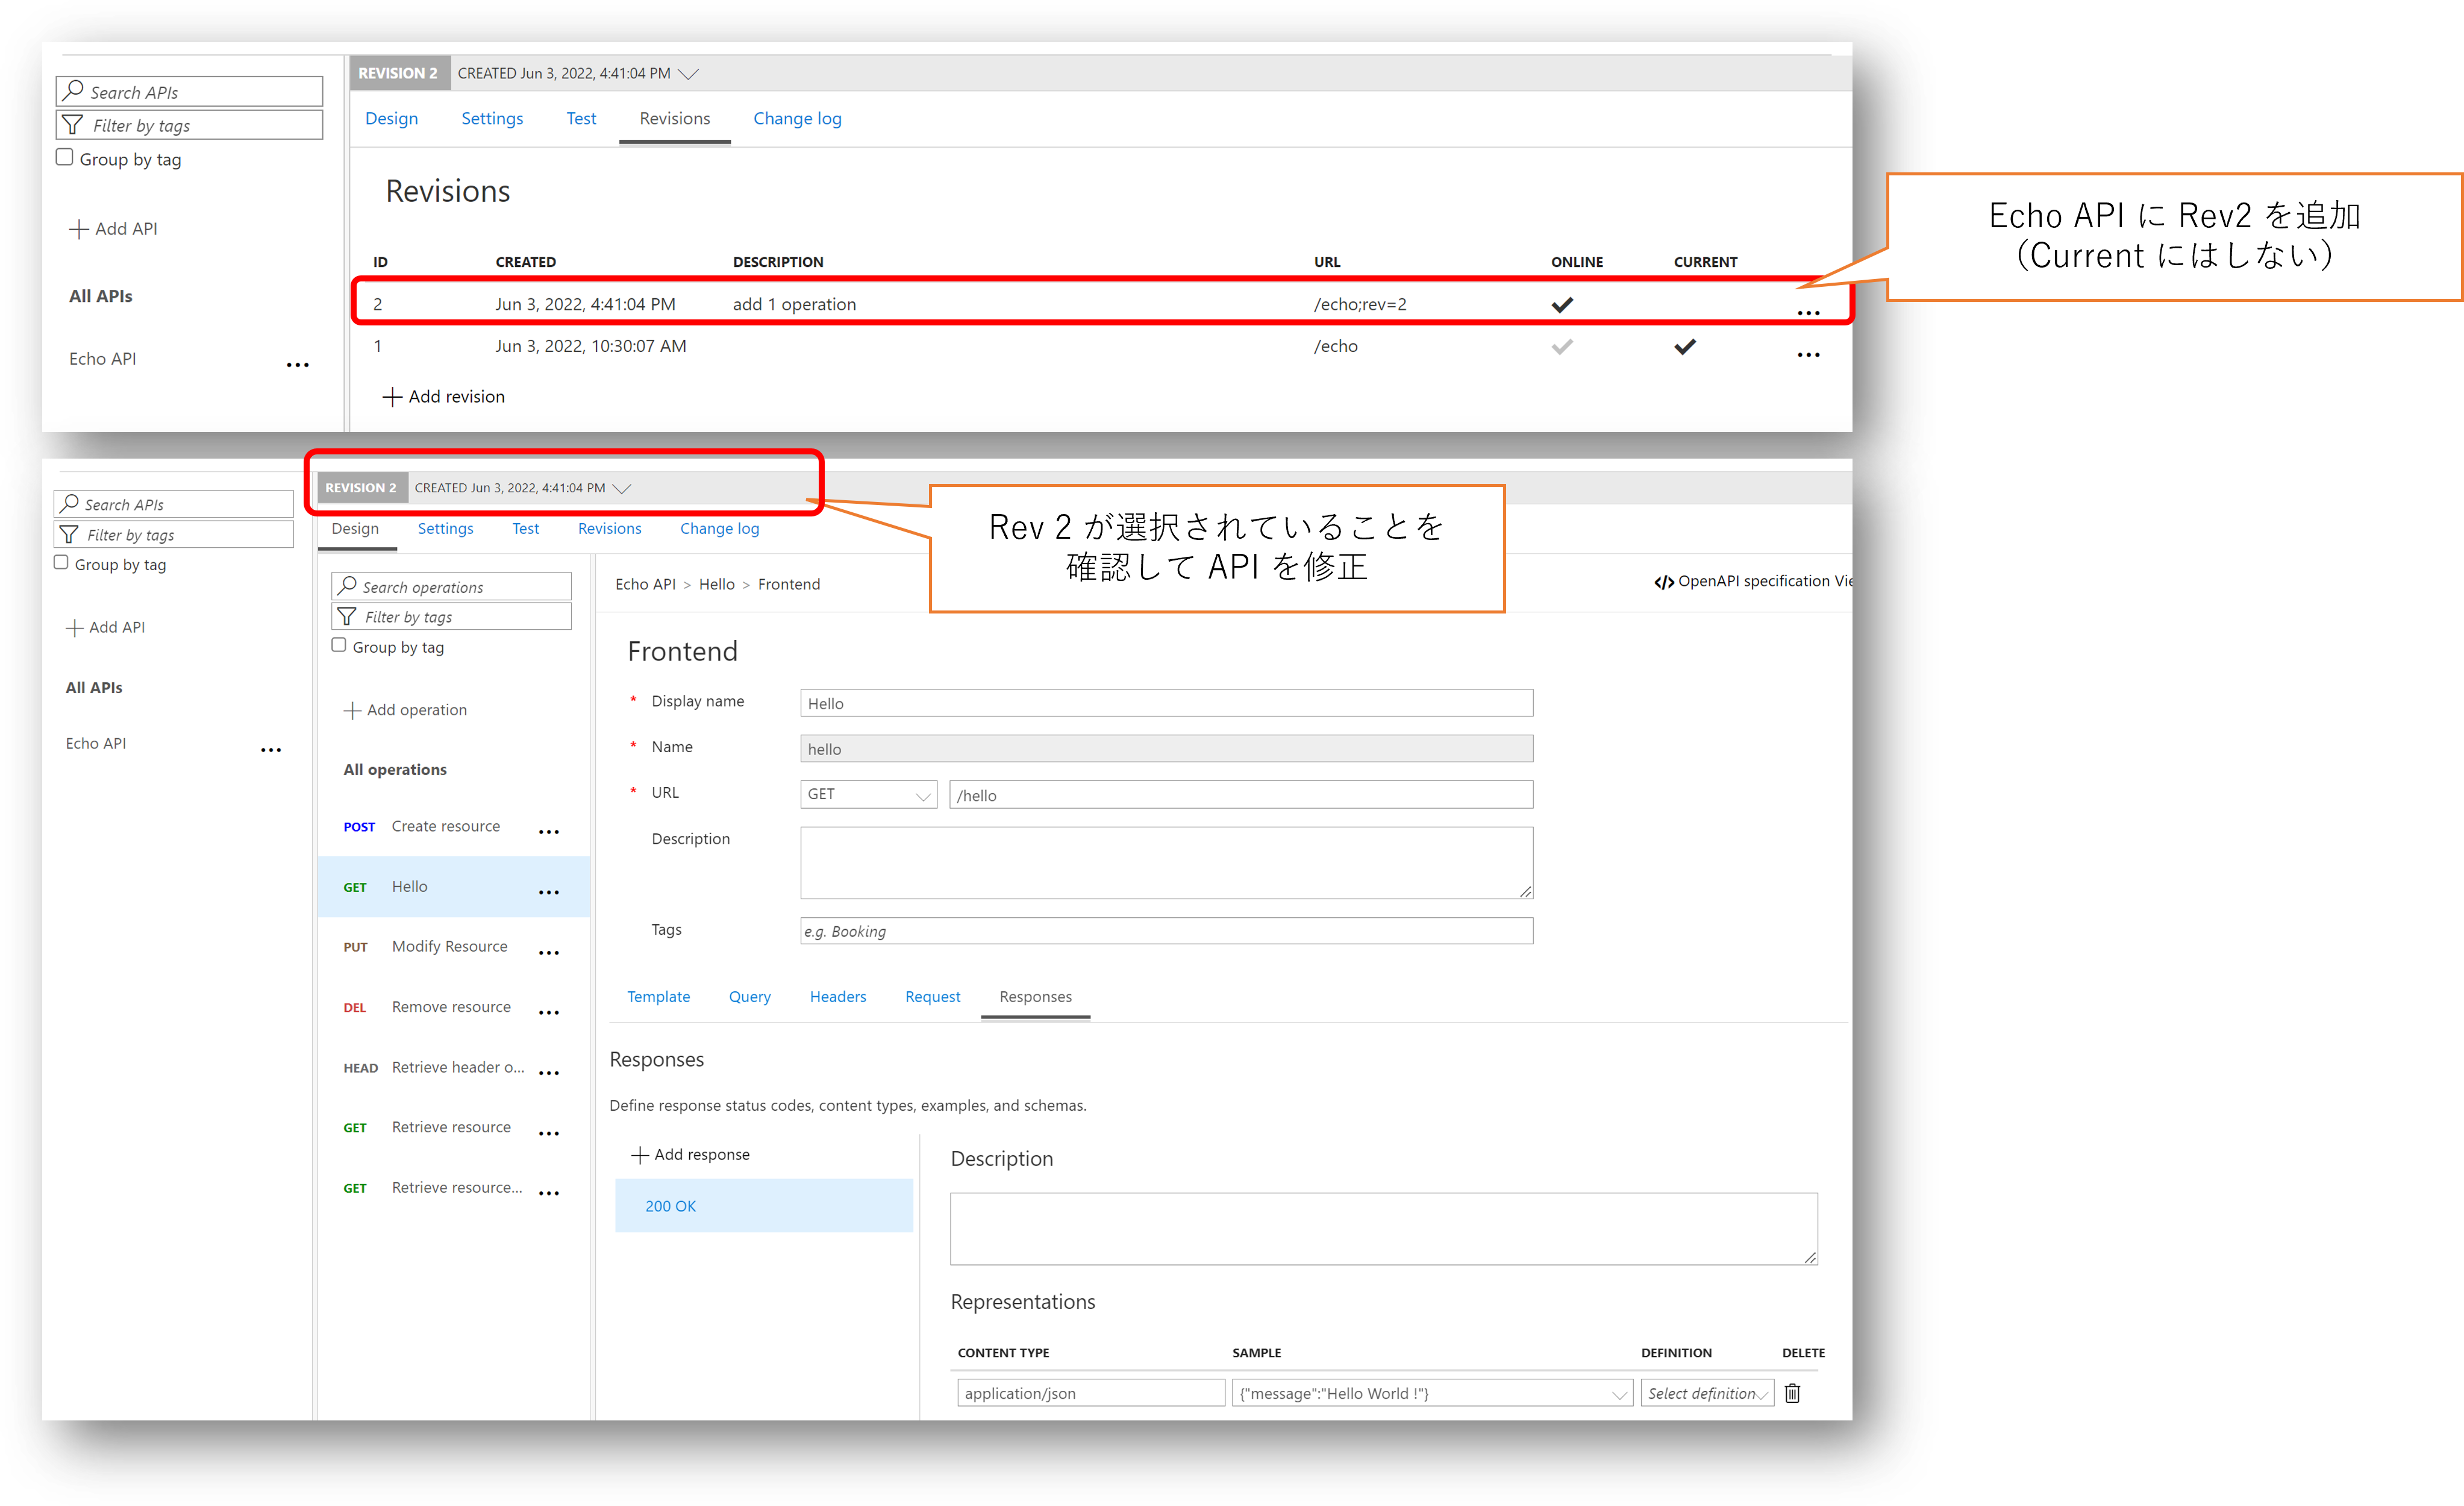 REVISION 2 CREATED Jun 3, 2022, 4:41:04 PM
Search APIs
Filter by tags
Group by tag
Add API
All APIs
Echo API
Design Settings Test Revisions Change log
Revisions
ID CREATED DESCRIPTION URL ONLINE CURRENT
2 Jun 3, 2022, 4:41:04 PM add 1 operation /echo;rev=2
1 Jun 3, 2022, 10:30:07 AM /echo
Add revision
Echo API に Rev2 を追加
（Current にはしない）
REVISION 2 CREATED Jun 3, 2022, 4:41:04 PM
Rev 2 が選択されていることを
確認して API を修正
Search APIs
Filter by tags
Group by tag
Add API
All APIs
Echo API
Design Settings Test Revisions Change log
Search operations
Filter by tags
Group by tag
Add operation
All operations
POST Create resource
GET Hello
PUT Modify Resource
DEL Remove resource
HEAD Retrieve header o...
GET Retrieve resource
GET Retrieve resource...
Echo API > Hello > Frontend
OpenAPI specification Vie
Frontend
* Display name Hello
* Name hello
* URL GET /hello
Description
Tags e.g. Booking
Template Query Headers Request Responses
Responses
Define response status codes, content types, examples, and schemas.
Add response
200 OK
Description
Representations
CONTENT TYPE SAMPLE DEFINITION DELETE
application/json {"message":"Hello World !"} Select definition